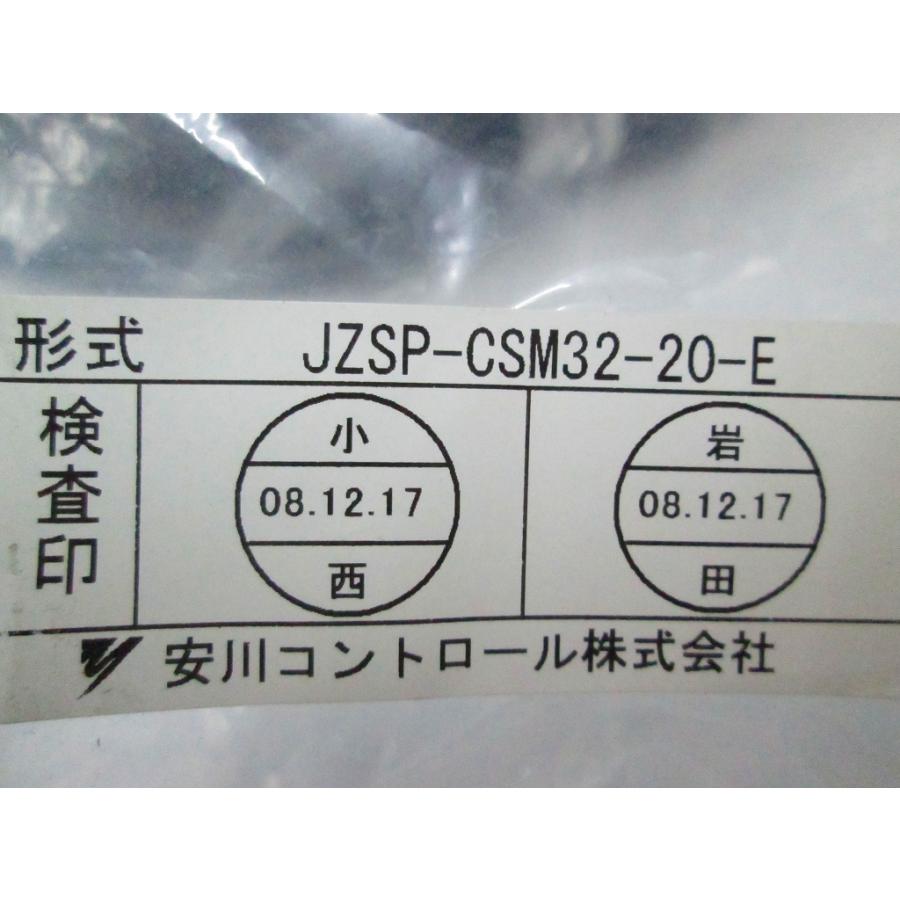 形式 JZSP-CSM32-20-E
検査印
小
08.12.17
西
岩
08.12.17
田
安川コントロール株式会社